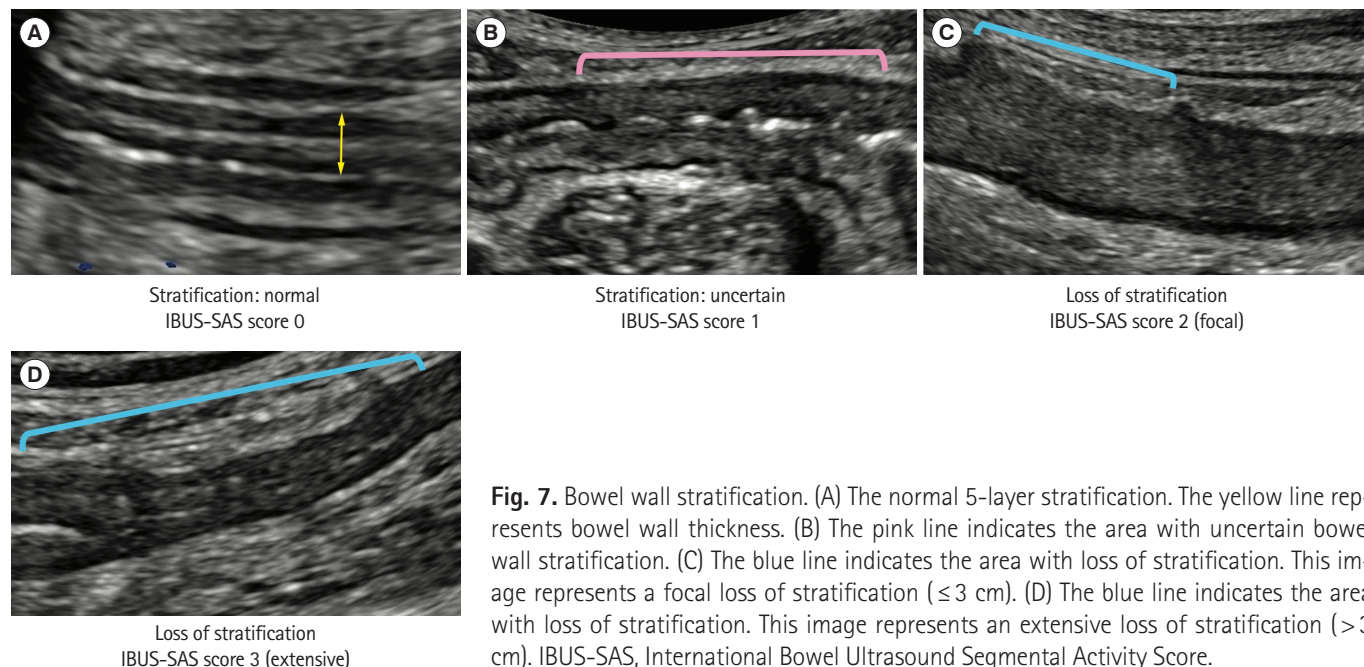 A
B
C
Stratification: normal
IBUS-SAS score 0
Stratification: uncertain
IBUS-SAS score 1
Loss of stratification
IBUS-SAS score 2 (focal)
D
Loss of stratification
IBUS-SAS score 3 (extensive)
Fig. 7. Bowel wall stratification. (A) The normal 5-layer stratification. The yellow line rep-
resents bowel wall thickness. (B) The pink line indicates the area with uncertain bowel
wall stratification. (C) The blue line indicates the area with loss of stratification. This im-
age represents a focal loss of stratification (≤3 cm). (D) The blue line indicates the area
with loss of stratification. This image represents an extensive loss of stratification (>3
cm). IBUS-SAS, International Bowel Ultrasound Segmental Activity Score.